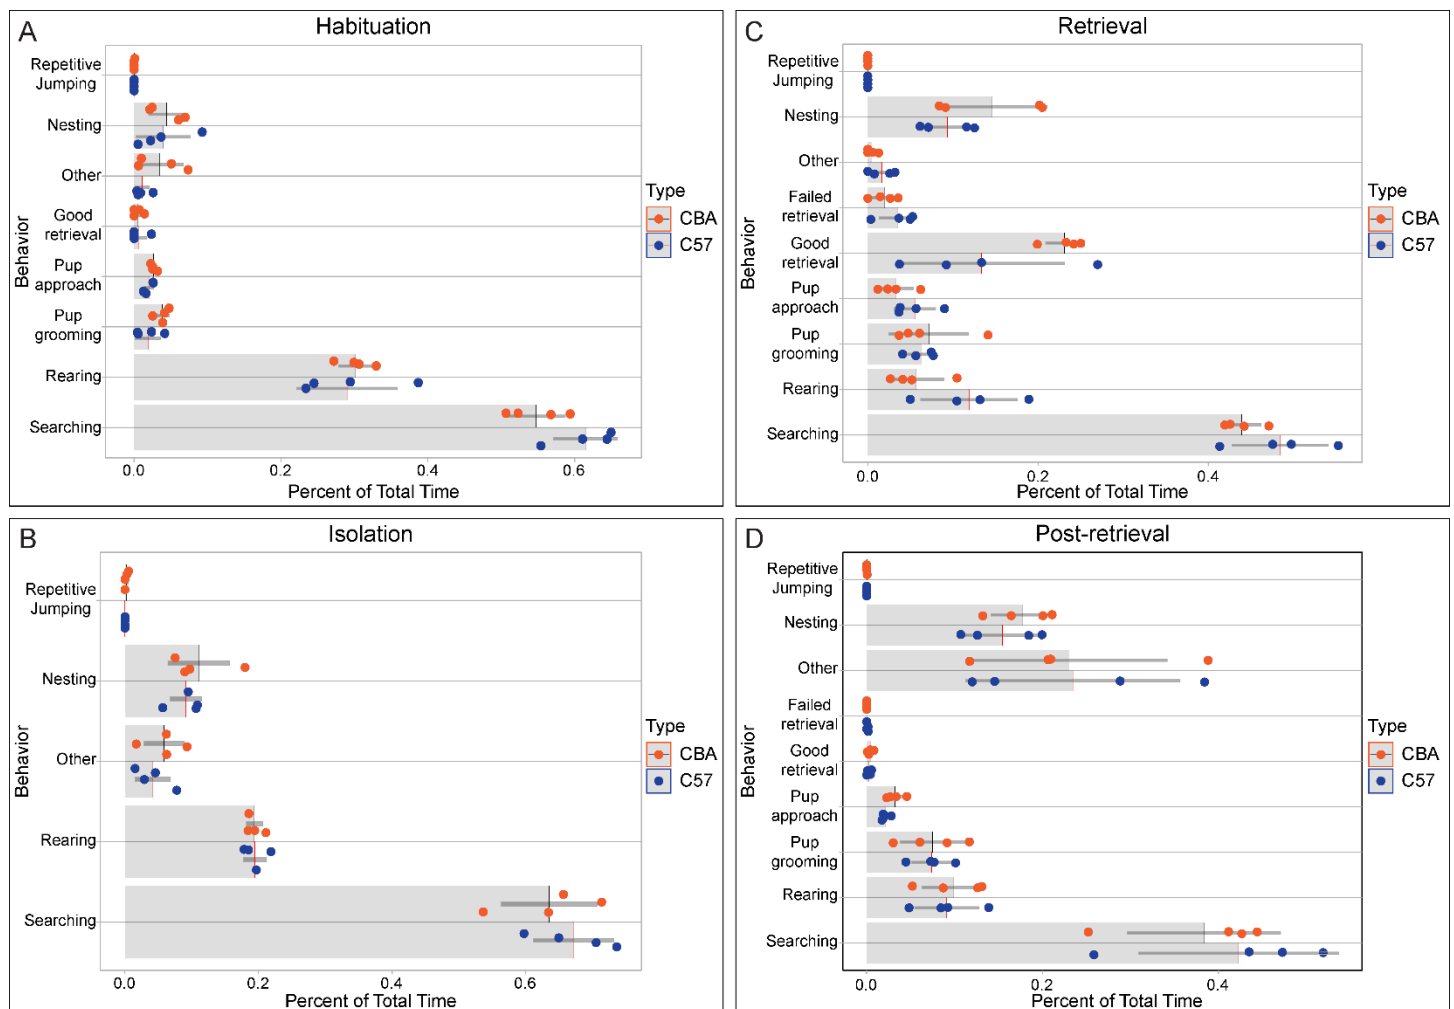 A
Habituation
Repetitive
Jumping
Nesting
Other
Good
retrieval
Pup
approach
Pup
grooming
Rearing
Searching
Behavior
0.0
0.2
0.4
0.6
Percent of Total Time
Type
CBA
C57
C
Retrieval
Repetitive
Jumping
Nesting
Other
Failed
retrieval
Good
retrieval
Pup
approach
Pup
grooming
Rearing
Searching
Behavior
0.0
0.2
0.4
Percent of Total Time
Type
CBA
C57
B
Isolation
Repetitive
Jumping
Nesting
Other
Rearing
Searching
Behavior
0.0
0.2
0.4
0.6
Percent of Total Time
Type
CBA
C57
D
Post-retrieval
Repetitive
Jumping
Nesting
Other
Failed
retrieval
Good
retrieval
Pup
approach
Pup
grooming
Rearing
Searching
Behavior
0.0
0.2
0.4
Percent of Total Time
Type
CBA
C57